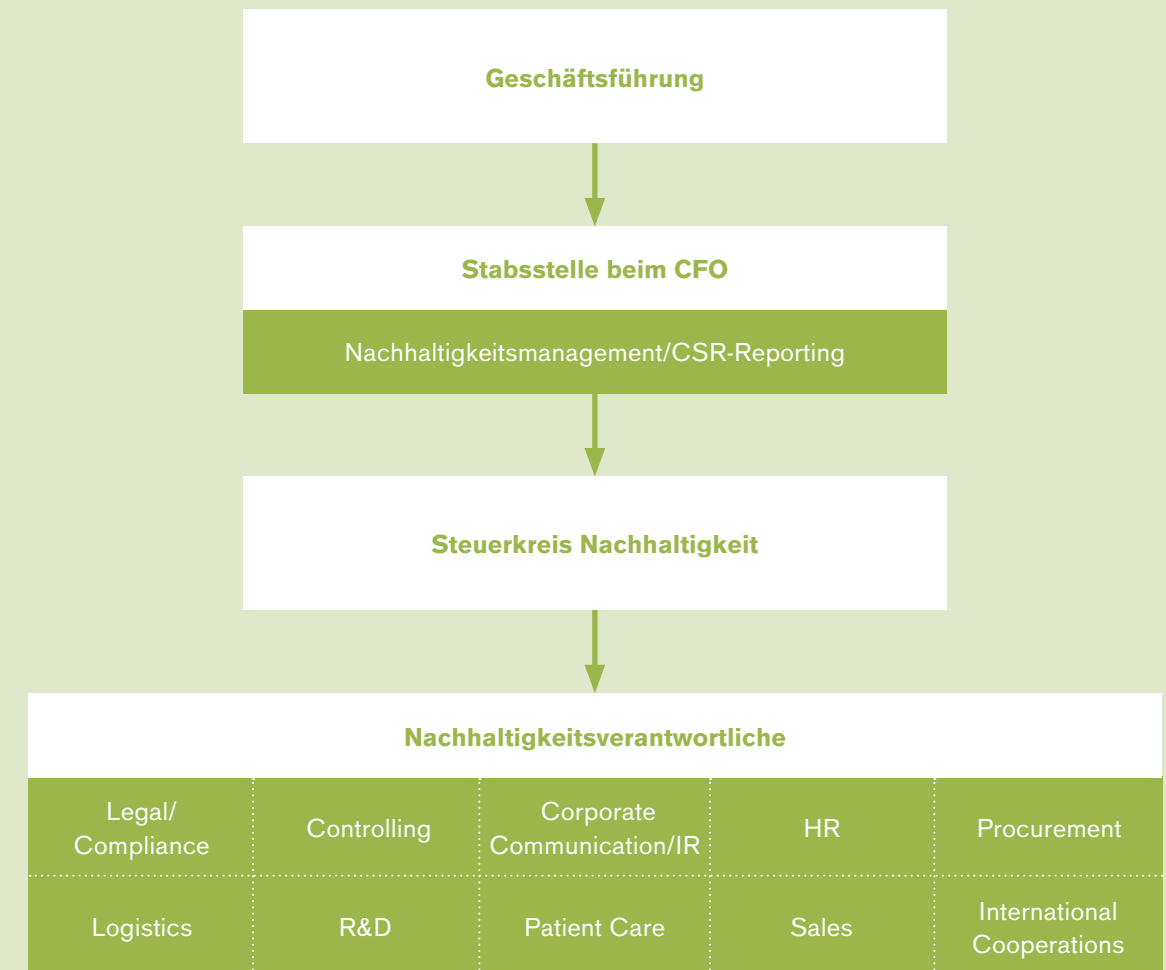 Geschäftsführung
Stabsstelle beim CFO
Nachhaltigkeitsmanagement/CSR-Reporting
Steuerkreis Nachhaltigkeit
Nachhaltigkeitsverantwortliche
Legal/
Compliance
Controlling
Corporate
Communication/IR
HR
Procurement
Logistics
R&D
Patient Care
Sales
International
Cooperations